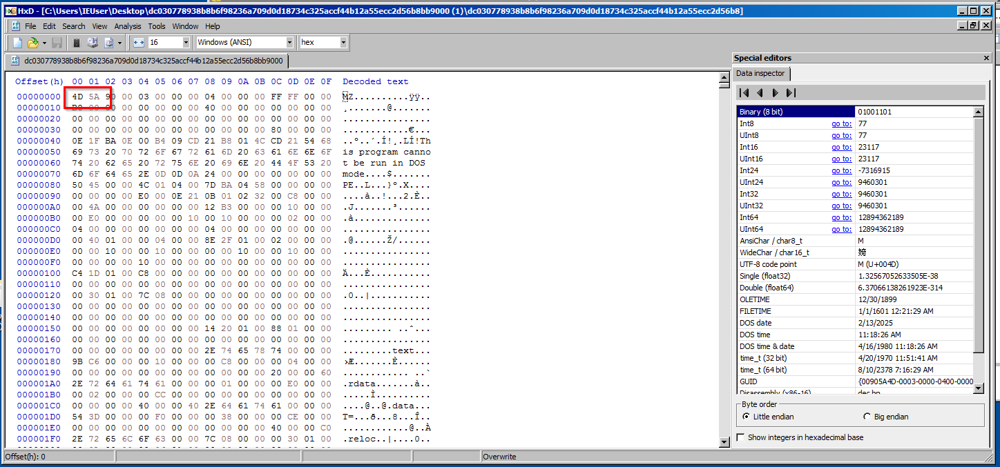 HxD - [C:\Users\IEUser\Desktop\dc030778938b8b6f98236a709d0d18734c325accf44b12a55ecc2d56b8bb9000 (1)\dc030778938b8b6f98236a709d0d18734c325accf44b12a55ecc2d56b8]
File Edit Search View Analysis Tools Window Help
16 Windows (ANSI) hex
dc030778938b8b6f98236a709d0d18734c325accf44b12a55ecc2d56b8bb9000
Offset(h) 00 01 02 03 04 05 06 07 08 09 0A 0B 0C 0D 0E 0F Decoded text
00000000 4D 5A 90 00 03 00 00 00 04 00 00 00 FF FF 00 00 MZ..........ÿÿ..
00000010 B8 00 00 00 00 00 00 00 40 00 00 00 00 00 00 00 ¸.......@.......
00000020 00 00 00 00 00 00 00 00 00 00 00 00 00 00 00 00 ................
00000030 00 00 00 00 00 00 00 00 00 00 00 00 80 00 00 00 ............€...
00000040 0E 1F BA 0E 00 B4 09 CD 21 B8 01 4C CD 21 54 68 ..º..´.Í!¸.LÍ!Th
00000050 69 73 20 70 72 6F 67 72 61 6D 20 63 61 6E 6E 6F is program canno
00000060 74 20 62 65 20 72 75 6E 20 69 6E 20 44 4F 53 20 t be run in DOS
00000070 6D 6F 64 65 2E 0D 0D 0A 24 00 00 00 00 00 00 00 mode....$.......
00000080 50 45 00 00 4C 01 04 00 7D BA 04 58 00 00 00 00 PE..L...}º.X....
00000090 00 00 00 00 E0 00 0E 21 0B 01 02 32 00 C8 00 00 ....à..!...2.È..
000000A0 00 4A 00 00 00 00 00 00 12 B3 00 00 00 10 00 00 .J.......³......
000000B0 00 E0 00 00 00 00 00 10 00 10 00 00 00 02 00 00 .à..............
000000C0 04 00 00 00 00 00 00 00 04 00 00 00 00 00 00 00 ................
000000D0 00 40 01 00 00 04 00 00 8E 2F 01 00 02 00 00 00 .@......Ž/......
000000E0 00 00 10 00 00 10 00 00 00 00 10 00 00 10 00 00 ................
000000F0 00 00 00 00 10 00 00 00 00 00 00 00 00 00 00 00 ................
00000100 C4 1D 01 00 C8 00 00 00 00 00 00 00 00 00 00 00 Ä...È...........
00000110 00 00 00 00 00 00 00 00 00 00 00 00 00 00 00 00 ................
00000120 00 30 01 00 7C 08 00 00 00 00 00 00 00 00 00 00 .0..|...........
00000130 00 00 00 00 00 00 00 00 00 00 00 00 00 00 00 00 ................
00000140 00 00 00 00 00 00 00 00 00 00 00 00 00 00 00 00 ................
00000150 00 00 00 00 00 00 00 00 14 20 01 00 88 01 00 00 ......... ..ˆ...
00000160 00 00 00 00 00 00 00 00 00 00 00 00 00 00 00 00 ................
00000170 00 00 00 00 00 00 00 00 2E 74 65 78 74 00 00 00 .........text...
00000180 9B C6 00 00 00 10 00 00 00 C8 00 00 00 04 00 00 ›Æ.......È......
00000190 00 00 00 00 00 00 00 00 00 00 00 00 20 00 00 60 ............ ..`
000001A0 2E 72 64 61 74 61 00 00 00 01 00 00 00 E0 00 00 .rdata.......à..
000001B0 00 02 00 00 00 CC 00 00 00 00 00 00 00 00 00 00 .....Ì..........
000001C0 00 00 00 00 40 00 00 40 2E 64 61 74 61 00 00 00 ....@..@.data...
000001D0 54 3D 00 00 00 F0 00 00 00 38 00 00 00 CE 00 00 T=...ð...8...Î..
000001E0 00 00 00 00 00 00 00 00 00 00 00 00 40 00 00 C0 ............@..À
000001F0 2E 72 65 6C 6F 63 00 00 7C 08 00 00 00 30 01 00 .reloc..|....0..
Special editors
Data inspector
Binary (8 bit) 01001101
Int8 go to: 77
UInt8 go to: 77
Int16 go to: 23117
UInt16 go to: 23117
Int24 go to: -7316915
UInt24 go to: 9460301
Int32 go to: 9460301
UInt32 go to: 9460301
Int64 go to: 12894362189
UInt64 go to: 12894362189
AnsiChar / char8_t M
WideChar / char16_t 婍
UTF-8 code point M (U+004D)
Single (float32) 1.32567052633505E-38
Double (float64) 6.37066138261923E-314
OLETIME 12/30/1899
FILETIME 1/1/1601 12:21:29 AM
DOS date 2/13/2025
DOS time 11:18:26 AM
DOS time & date 4/16/1980 11:18:26 AM
time_t (32 bit) 4/20/1970 11:51:41 AM
time_t (64 bit) 8/10/2378 7:16:29 AM
GUID {00905A4D-0003-0000-0400-0000
Disassembly (x86-16) dec bp
Byte order
Little endian Big endian
Show integers in hexadecimal base
Offset(h): 0 Overwrite